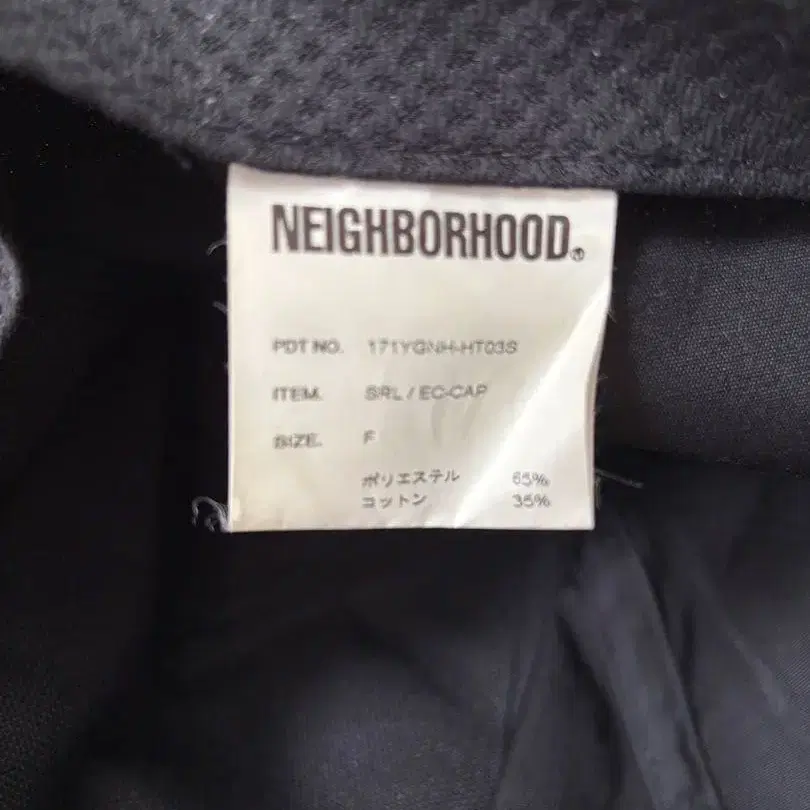 NEIGHBORHOOD®
PDT NO. 171YGNH-HT03S
ITEM. SRL / EC-CAP
SIZE. F
ポリエステル 65%
コットン 35%